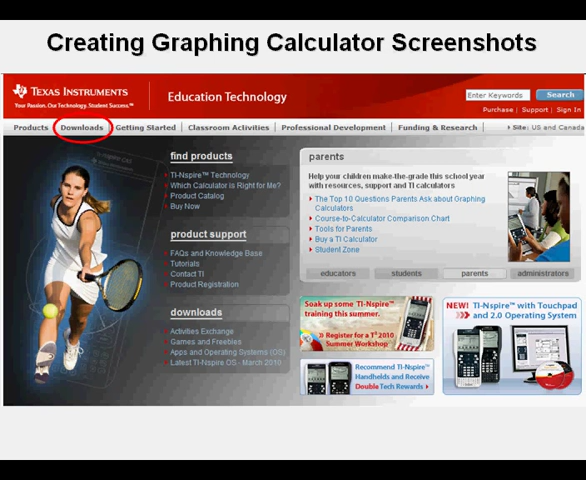 Creating Graphing Calculator Screenshots
TEXAS INSTRUMENTS
Your Passion. Our Technology. Student Success.™
Education Technology
Enter Keywords
Search
Purchase | Support | Sign In
Products | Downloads | Getting Started | Classroom Activities | Professional Development | Funding & Research | Site: US and Canada
find products
TI-Nspire™ Technology
Which Calculator is Right for Me?
Product Catalog
Buy Now
product support
FAQs and Knowledge Base
Tutorials
Contact TI
Product Registration
downloads
Activities Exchange
Games and Freebies
Apps and Operating Systems (OS)
Latest TI-Nspire OS - March 2010
parents
Help your children make-the-grade this school
year with resources, support and TI calculators
The Top 10 Questions Parents Ask about Graphing
Calculators
Course-to-Calculator Comparison Chart
Tools for Parents
Buy a TI Calculator
Student Zone
educators
students
parents
administrators
Soak up some TI-Nspire™
training this summer.
» Register for a T³ 2010
Summer Workshop
Recommend TI-Nspire™
Handhelds and Receive
Double Tech Rewards
NEW! TI-Nspire™ with Touchpad
and 2.0 Operating System